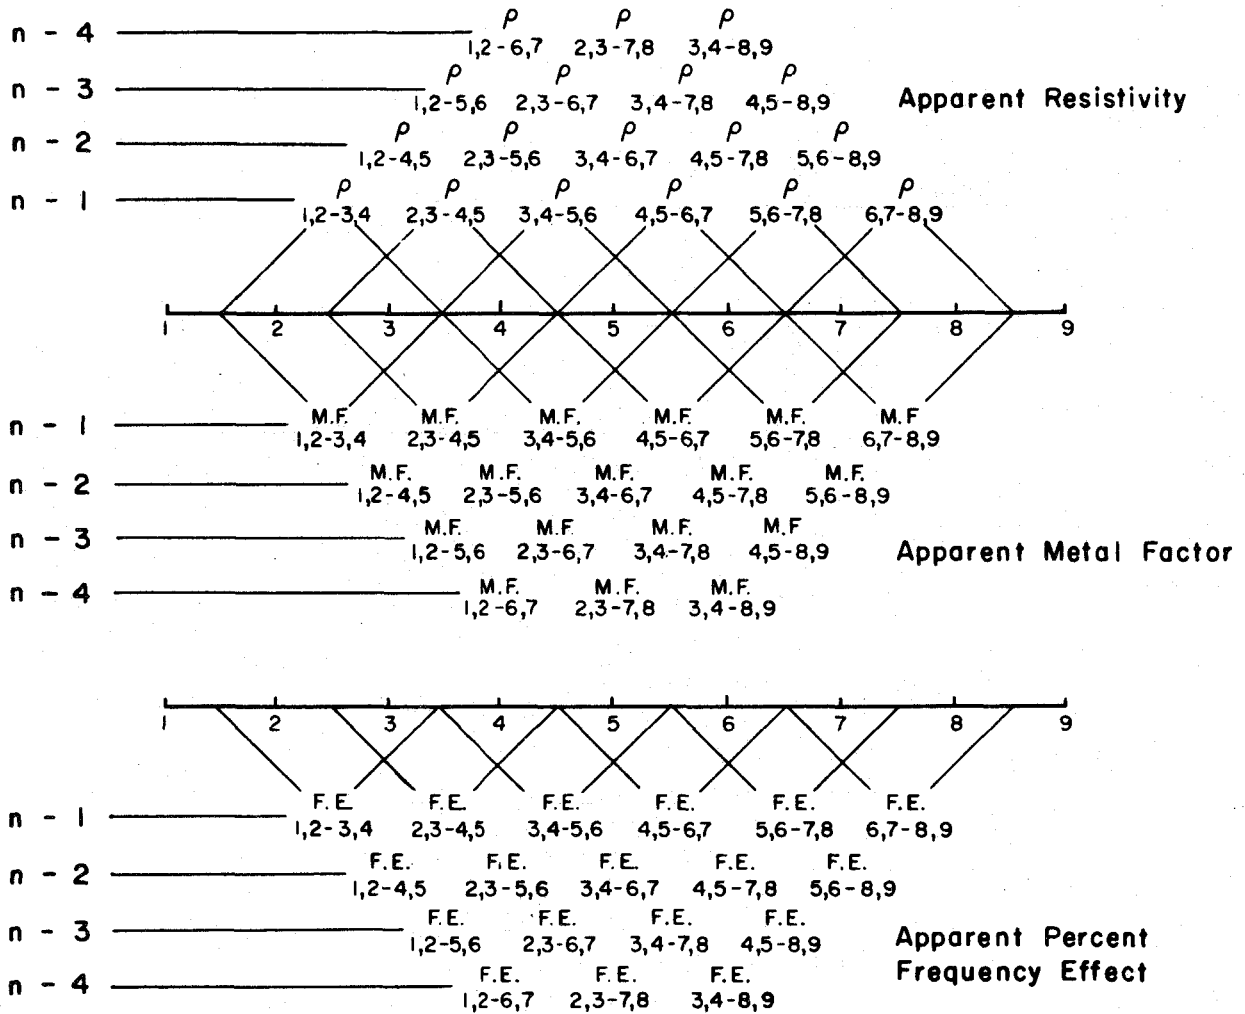 ρ ρ ρ
n - 4 1,2-6,7 2,3-7,8 3,4-8,9
ρ ρ ρ ρ
n - 3 1,2-5,6 2,3-6,7 3,4-7,8 4,5-8,9 Apparent Resistivity
ρ ρ ρ ρ ρ
n - 2 1,2-4,5 2,3-5,6 3,4-6,7 4,5-7,8 5,6-8,9
ρ ρ ρ ρ ρ ρ
n - 1 1,2-3,4 2,3-4,5 3,4-5,6 4,5-6,7 5,6-7,8 6,7-8,9
1 2 3 4 5 6 7 8 9
M.F. M.F. M.F. M.F. M.F. M.F
n - 1 1,2-3,4 2,3-4,5 3,4-5,6 4,5-6,7 5,6-7,8 6,7-8,9
M.F. M.F. M.F. M.F. M.F.
n - 2 1,2-4,5 2,3-5,6 3,4-6,7 4,5-7,8 5,6-8,9
M.F. M.F. M.F. M.F
n - 3 1,2-5,6 2,3-6,7 3,4-7,8 4,5-8,9 Apparent Metal Factor
M.F. M.F. M.F.
n - 4 1,2-6,7 2,3-7,8 3,4-8,9
1 2 3 4 5 6 7 8 9
F.E. F.E. F.E. F.E. F.E. F.E.
n - 1 1,2-3,4 2,3-4,5 3,4-5,6 4,5-6,7 5,6-7,8 6,7-8,9
F.E. F.E. F.E. F.E. F.E.
n - 2 1,2-4,5 2,3-5,6 3,4-6,7 4,5-7,8 5,6-8,9
F.E. F.E. F.E. F.E.
n - 3 1,2-5,6 2,3-6,7 3,4-7,8 4,5-8,9 Apparent Percent
Frequency Effect
F.E. F.E. F.E.
n - 4 1,2-6,7 2,3-7,8 3,4-8,9